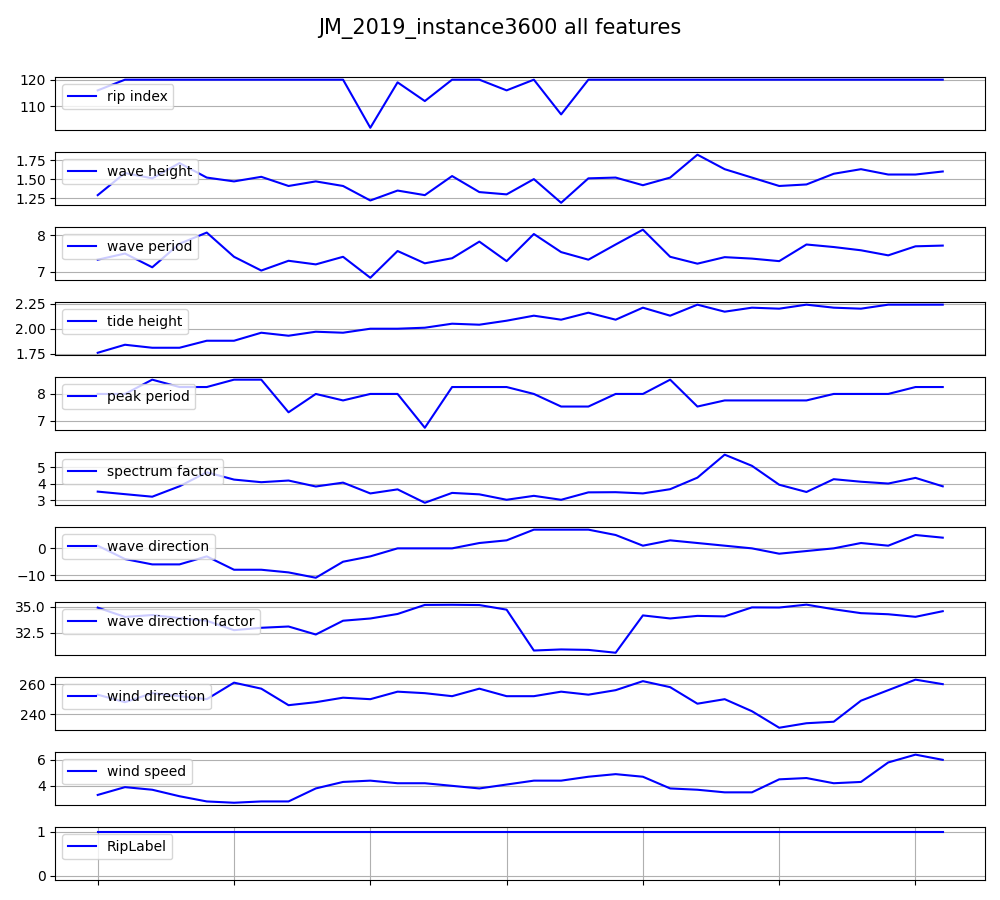 JM_2019_instance3600 all features
120
110
rip index
1.75
1.50
1.25
wave height
8
7
wave period
2.25
2.00
1.75
tide height
8
7
peak period
5
4
3
spectrum factor
0
−10
wave direction
35.0
32.5
wave direction factor
260
240
wind direction
6
4
wind speed
1
0
RipLabel